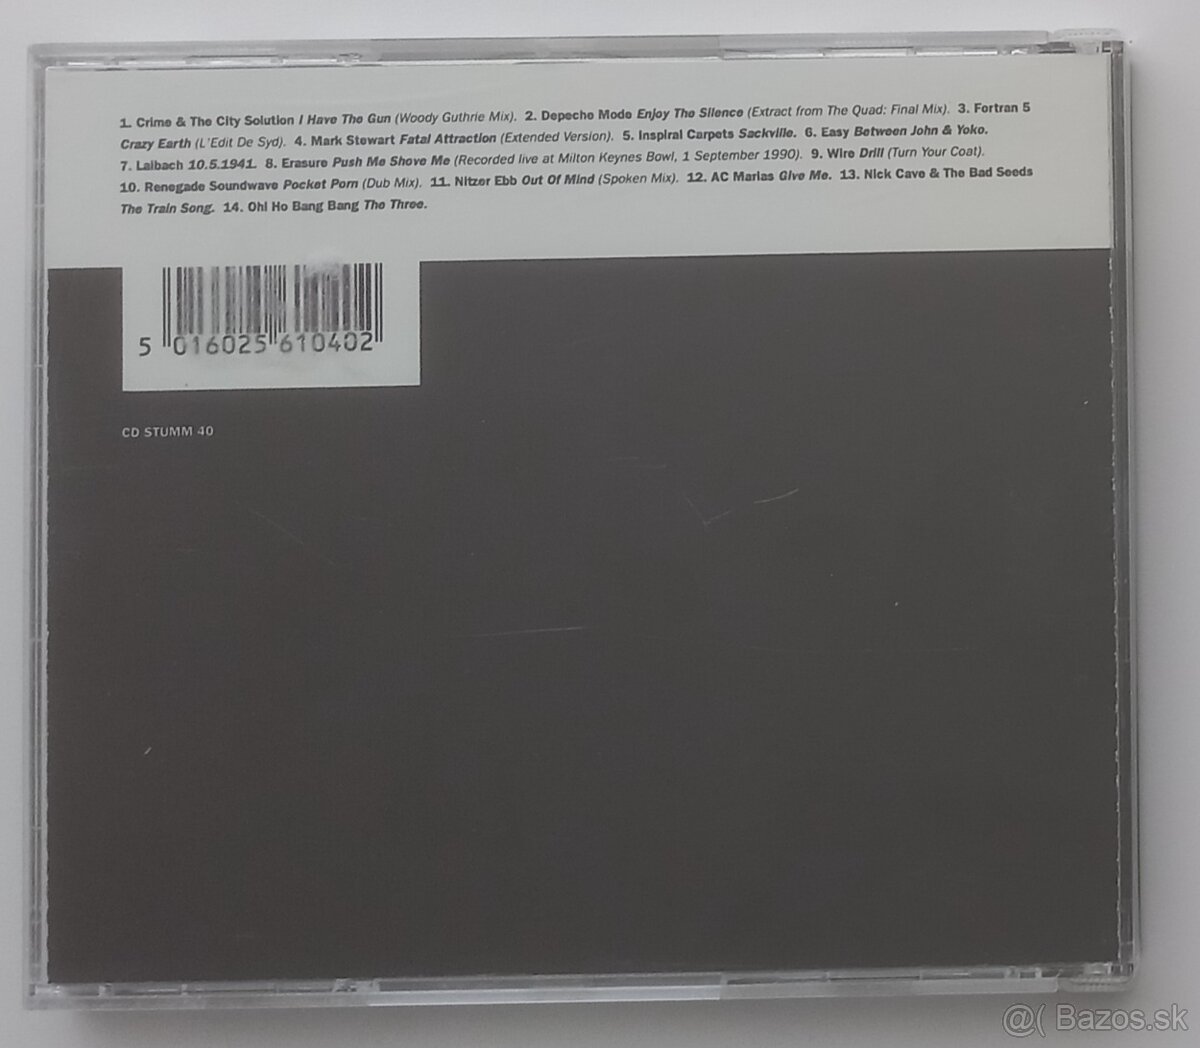 1. Crime & The City Solution I Have The Gun (Woody Guthrie Mix). 2. Depeche Mode Enjoy The Silence (Extract from The Quad: Final Mix). 3. Fortran 5
Crazy Earth (L'Edit De Syd). 4. Mark Stewart Fatal Attraction (Extended Version). 5. Inspiral Carpets Sackville. 6. Easy Between John & Yoko.
7. Laibach 10.5.1941. 8. Erasure Push Me Shove Me (Recorded live at Milton Keynes Bowl, 1 September 1990). 9. Wire Drill (Turn Your Coat).
10. Renegade Soundwave Pocket Porn (Dub Mix). 11. Nitzer Ebb Out Of Mind (Spoken Mix). 12. AC Marias Give Me. 13. Nick Cave & The Bad Seeds
The Train Song. 14. Oh! Ho Bang Bang The Three.
5 016025 610402
CD STUMM 40
@( Bazos.sk